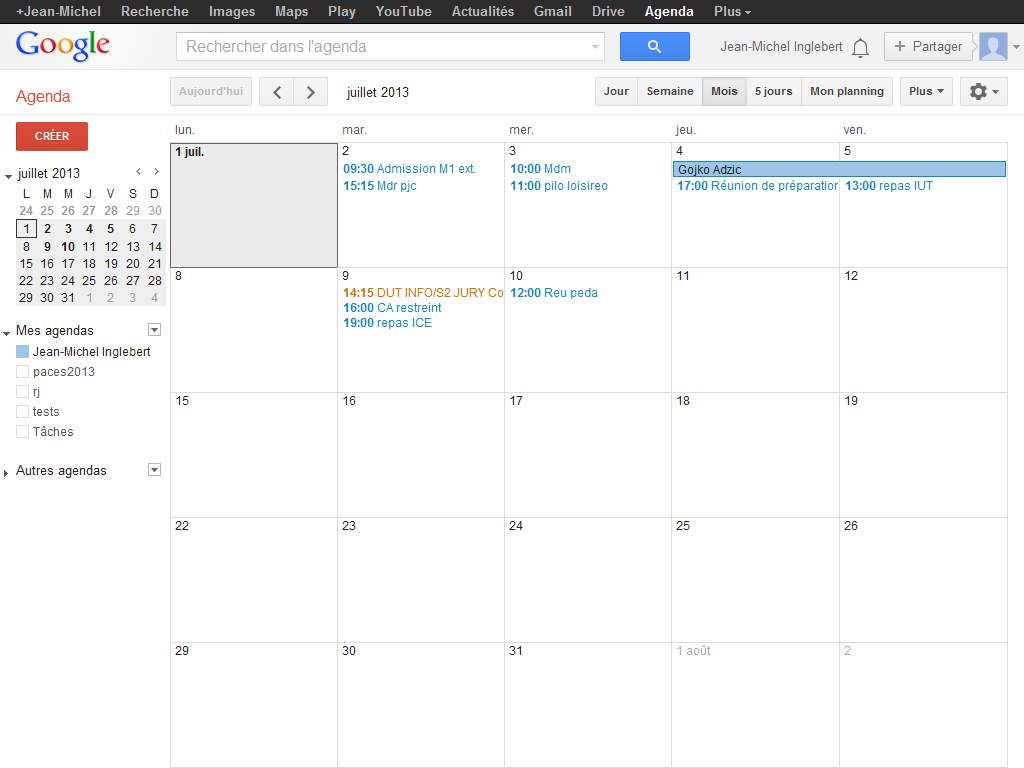 +Jean-Michel Recherche Images Maps Play YouTube Actualités Gmail Drive Agenda Plus
Google Rechercher dans l'agenda Jean-Michel Inglebert + Partager
Agenda Aujourd'hui juillet 2013 Jour Semaine Mois 5 jours Mon planning Plus
CRÉER
juillet 2013
L M M J V S D
24 25 26 27 28 29 30
1 2 3 4 5 6 7
8 9 10 11 12 13 14
15 16 17 18 19 20 21
22 23 24 25 26 27 28
29 30 31 1 2 3 4
Mes agendas
Jean-Michel Inglebert
paces2013
rj
tests
Tâches
Autres agendas
lun. mar. mer. jeu. ven.
1 juil. 2 3 4 5
Gojko Adzic
09:30 Admission M1 ext. 10:00 Mdm
15:15 Mdr pjc 11:00 pilo loisireo 17:00 Réunion de préparation 13:00 repas IUT
8 9 10 11 12
14:15 DUT INFO/S2 JURY Co 12:00 Reu peda
16:00 CA restreint
19:00 repas ICE
15 16 17 18 19
22 23 24 25 26
29 30 31 1 août 2